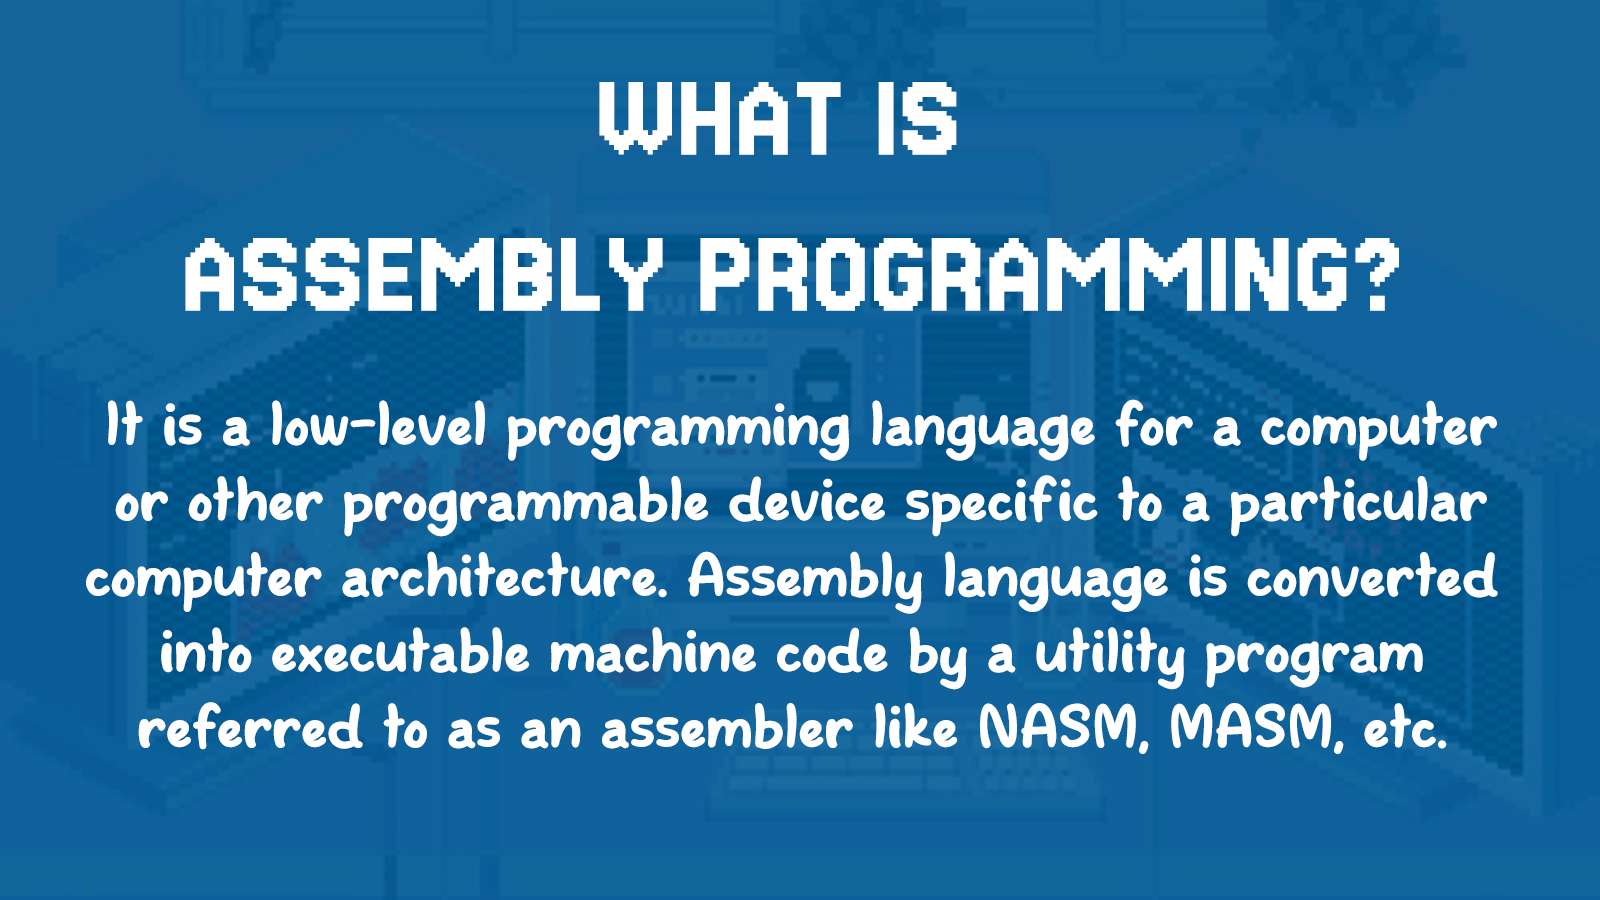 WHAT IS
ASSEMBLY PROGRAMMING?
It is a low-level programming language for a computer
or other programmable device specific to a particular
computer architecture. Assembly language is converted
into executable machine code by a utility program
referred to as an assembler like NASM, MASM, etc.